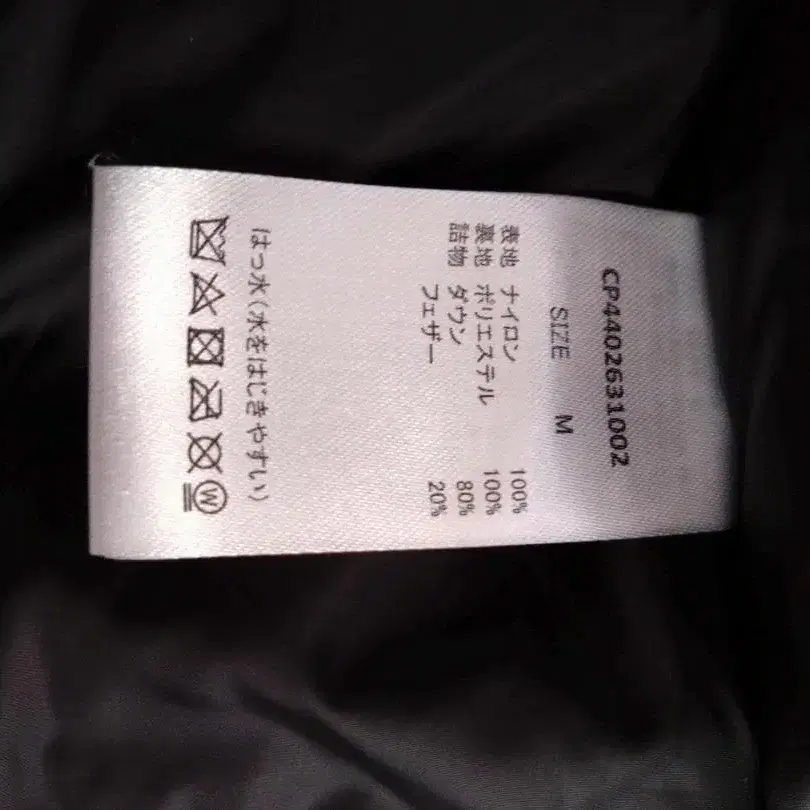 CP4402631002
SIZE M
表地 ナイロン 100%
裏地 ポリエステル 100%
詰物 ダウン 80%
フェザー 20%
はっ水(水をはじきやすい)
W